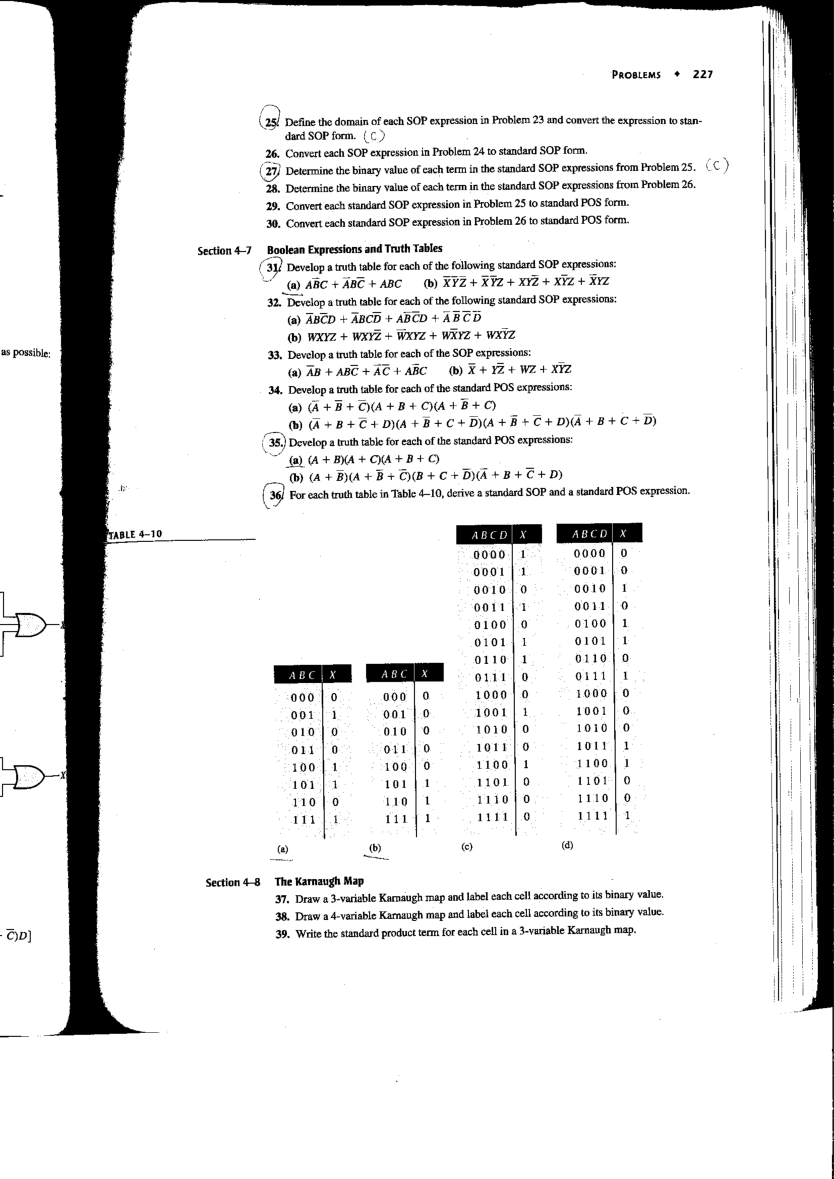 PROBLEMS ♦ 227
25. Define the domain of each SOP expression in Problem 23 and convert the expression to stan-
dard SOP form. (C)
26. Convert each SOP expression in Problem 24 to standard SOP form.
27. Determine the binary value of each term in the standard SOP expressions from Problem 25. (C)
28. Determine the binary value of each term in the standard SOP expressions from Problem 26.
29. Convert each standard SOP expression in Problem 25 to standard POS form.
30. Convert each standard SOP expression in Problem 26 to standard POS form.
Section 4–7 Boolean Expressions and Truth Tables
31. Develop a truth table for each of the following standard SOP expressions:
(a) AB̅C + A̅BC̅ + ABC (b) X̅Y̅Z̅ + X̅Y̅Z + XYZ̅ + XY̅Z + X̅YZ
32. Develop a truth table for each of the following standard SOP expressions:
(a) A̅BC̅D + A̅BCD̅ + AB̅CD̅ + A̅B̅C̅D̅
(b) WXYZ + WXYZ̅ + W̅XYZ + WX̅YZ + WXY̅Z
33. Develop a truth table for each of the SOP expressions:
as possible:
(a) A̅B + ABC̅ + A̅C̅ + AB̅C (b) X̅ + YZ̅ + WZ + XY̅Z
34. Develop a truth table for each of the standard POS expressions:
(a) (A̅ + B̅ + C̅)(A + B + C)(A + B̅ + C)
(b) (A̅ + B + C̅ + D)(A + B̅ + C + D̅)(A + B̅ + C̅ + D)(A̅ + B + C + D̅)
35. Develop a truth table for each of the standard POS expressions:
(a) (A + B)(A + C)(A + B + C)
(b) (A + B̅)(A + B̅ + C̅)(B + C + D̅)(A̅ + B + C̅ + D)
36. For each truth table in Table 4–10, derive a standard SOP and a standard POS expression.
TABLE 4–10
A B C D X
0000 1
0001 1
0010 0
0011 1
0100 0
0101 1
0110 1
0111 0
1000 0
1001 1
1010 0
1011 0
1100 1
1101 0
1110 0
1111 0
A B C D X
0000 0
0001 0
0010 1
0011 0
0100 1
0101 1
0110 0
0111 1
1000 0
1001 0
1010 0
1011 1
1100 1
1101 0
1110 0
1111 1
A B C X
000 0
001 1
010 0
011 0
100 1
101 1
110 0
111 1
A B C X
000 0
001 0
010 0
011 0
100 0
101 1
110 1
111 1
(a) (b) (c) (d)
Section 4–8 The Karnaugh Map
37. Draw a 3-variable Karnaugh map and label each cell according to its binary value.
38. Draw a 4-variable Karnaugh map and label each cell according to its binary value.
C̅)D]
39. Write the standard product term for each cell in a 3-variable Karnaugh map.